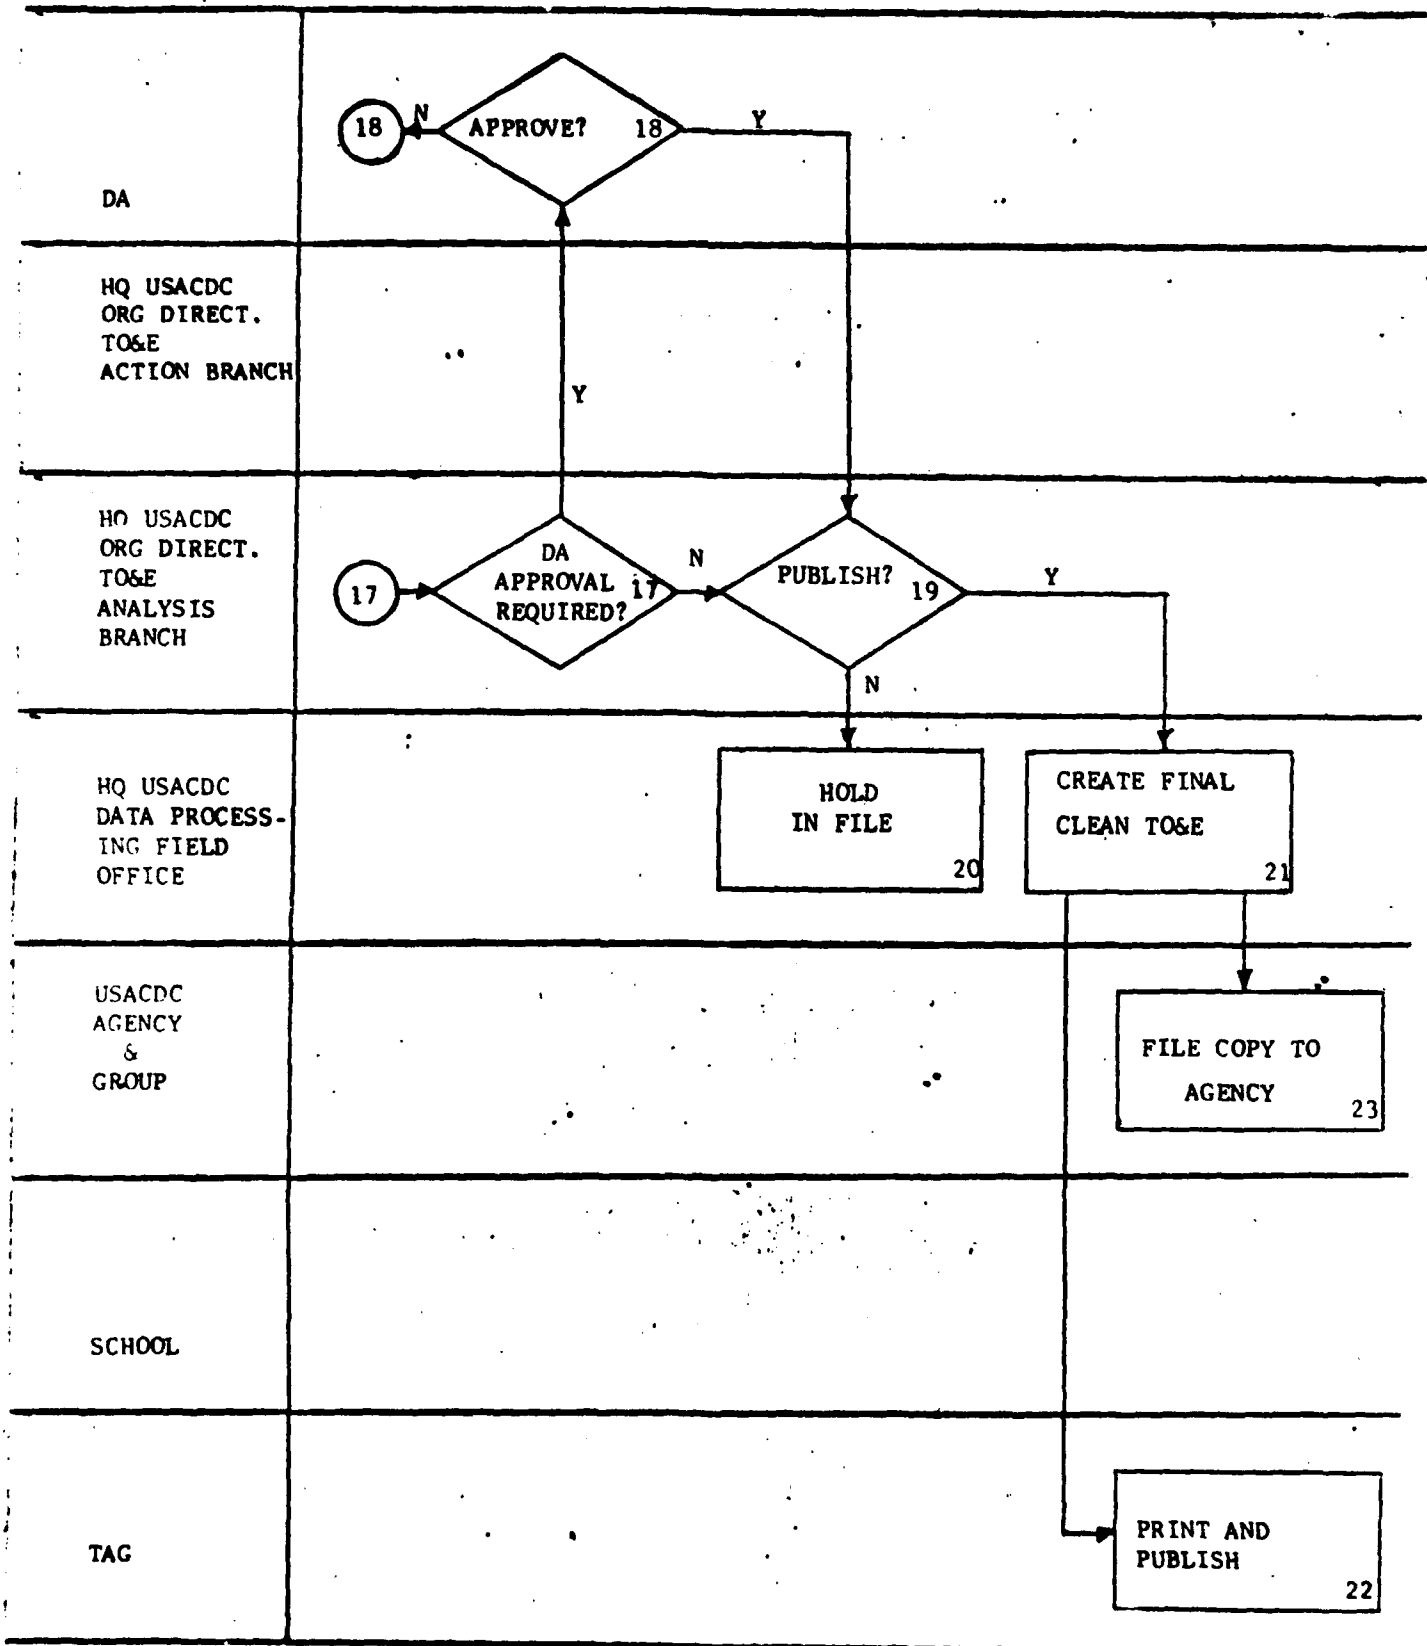 18
N
APPROVE? 18
Y
DA
HQ USACDC
ORG DIRECT.
TO&E
ACTION BRANCH
Y
HQ USACDC
ORG DIRECT.
TO&E
ANALYSIS
BRANCH
17
DA
APPROVAL 17
REQUIRED?
N
PUBLISH? 19
Y
N
HQ USACDC
DATA PROCESS-
ING FIELD
OFFICE
HOLD
IN FILE
20
CREATE FINAL
CLEAN TO&E
21
USACDC
AGENCY
&
GROUP
FILE COPY TO
AGENCY
23
SCHOOL
TAG
PRINT AND
PUBLISH
22